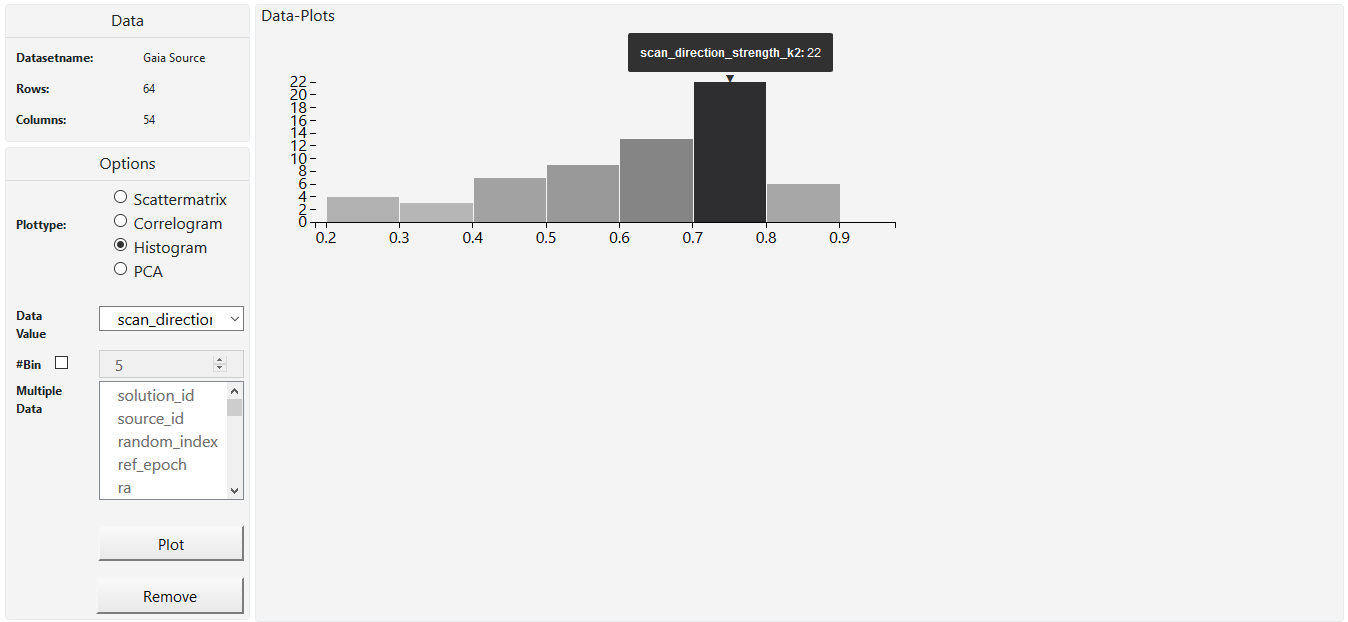 Data
Datasetname: Gaia Source
Rows: 64
Columns: 54
Options
Plottype:
Scattermatrix
Correlogram
Histogram
PCA
Data
Value
scan_direction
#Bin 5
Multiple
Data
solution_id
source_id
random_index
ref_epoch
ra
Plot
Remove
Data-Plots
scan_direction_strength_k2: 22
22
20
18
16
14
12
10
8
6
4
2
0
0.2 0.3 0.4 0.5 0.6 0.7 0.8 0.9